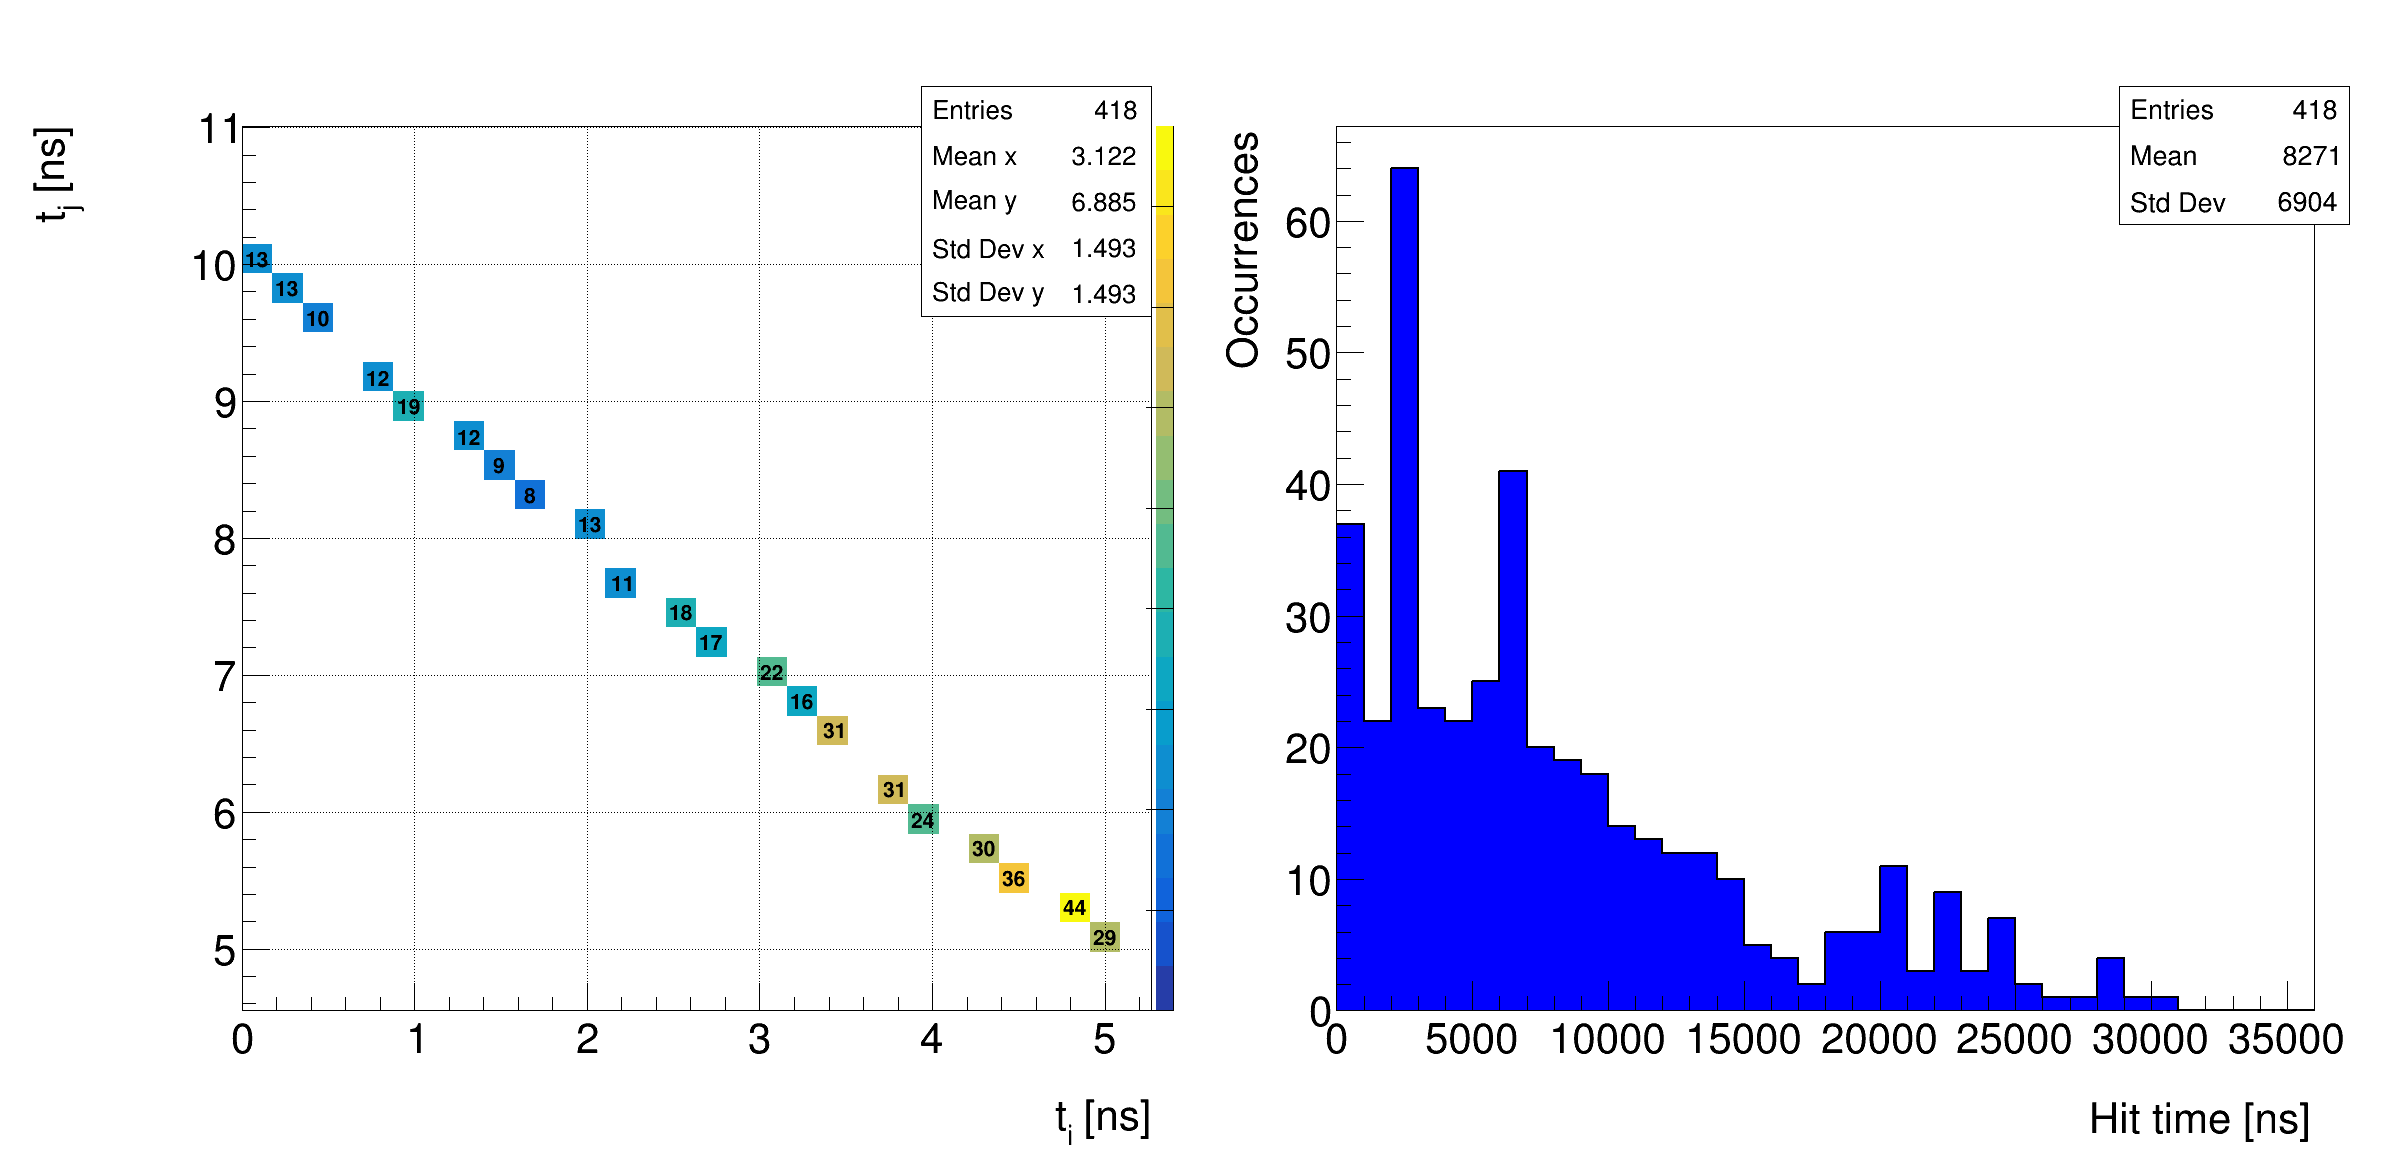 Entries 418
Mean x 3.122
Mean y 6.885
Std Dev x 1.493
Std Dev y 1.493
t_j [ns]
11
10
9
8
7
6
5
13
13
10
12
19
12
9
8
13
11
18
17
22
16
31
31
24
30
36
44
29
0 1 2 3 4 5
t_i [ns]
Entries 418
Mean 8271
Std Dev 6904
Occurrences
60
50
40
30
20
10
0
0 5000 10000 15000 20000 25000 30000 35000
Hit time [ns]